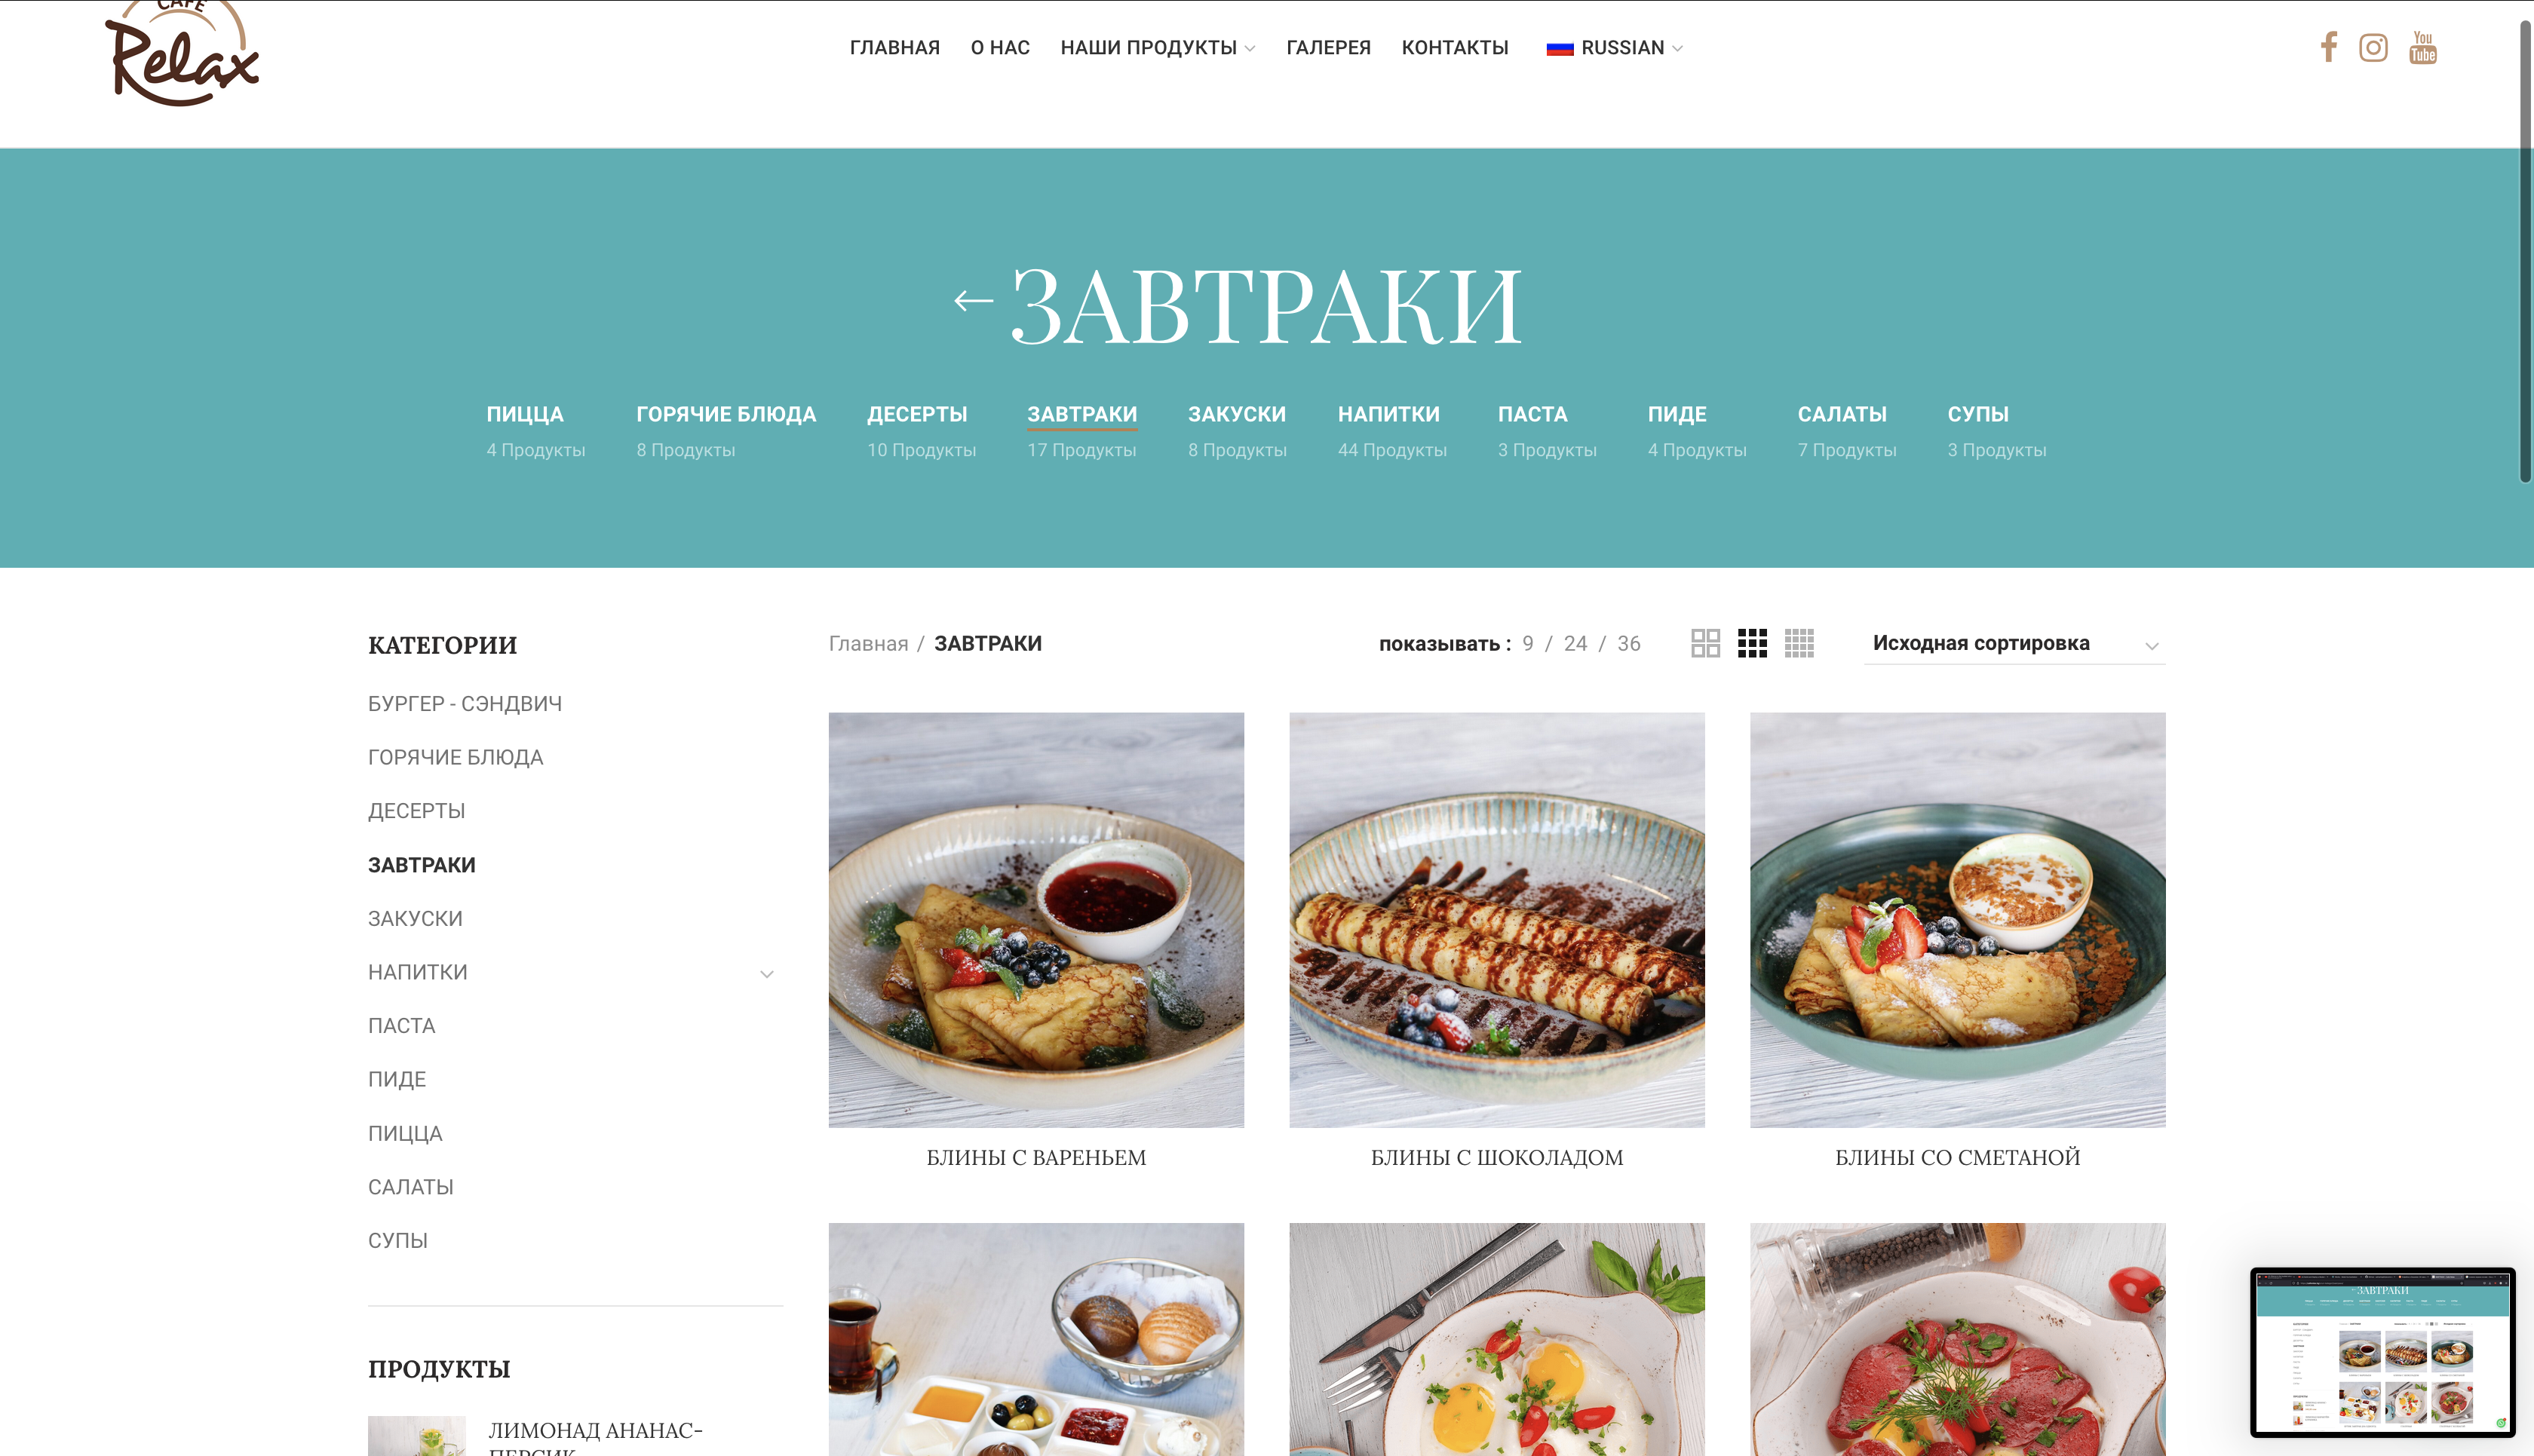 CAFE
Relax
ГЛАВНАЯ О НАС НАШИ ПРОДУКТЫ ГАЛЕРЕЯ КОНТАКТЫ RUSSIAN
You
Tube
←ЗАВТРАКИ
ПИЦЦА ГОРЯЧИЕ БЛЮДА ДЕСЕРТЫ ЗАВТРАКИ ЗАКУСКИ НАПИТКИ ПАСТА ПИДЕ САЛАТЫ СУПЫ
4 Продукты 8 Продукты 10 Продукты 17 Продукты 8 Продукты 44 Продукты 3 Продукты 4 Продукты 7 Продукты 3 Продукты
Главная / ЗАВТРАКИ
показывать : 9 / 24 / 36
Исходная сортировка
КАТЕГОРИИ
БУРГЕР - СЭНДВИЧ
ГОРЯЧИЕ БЛЮДА
ДЕСЕРТЫ
ЗАВТРАКИ
ЗАКУСКИ
НАПИТКИ
ПАСТА
ПИДЕ
ПИЦЦА
САЛАТЫ
СУПЫ
БЛИНЫ С ВАРЕНЬЕМ
БЛИНЫ С ШОКОЛАДОМ
БЛИНЫ СО СМЕТАНОЙ
ПРОДУКТЫ
ЛИМОНАД АНАНАС-
ПЕРСИК
ЗАВТРАКИ